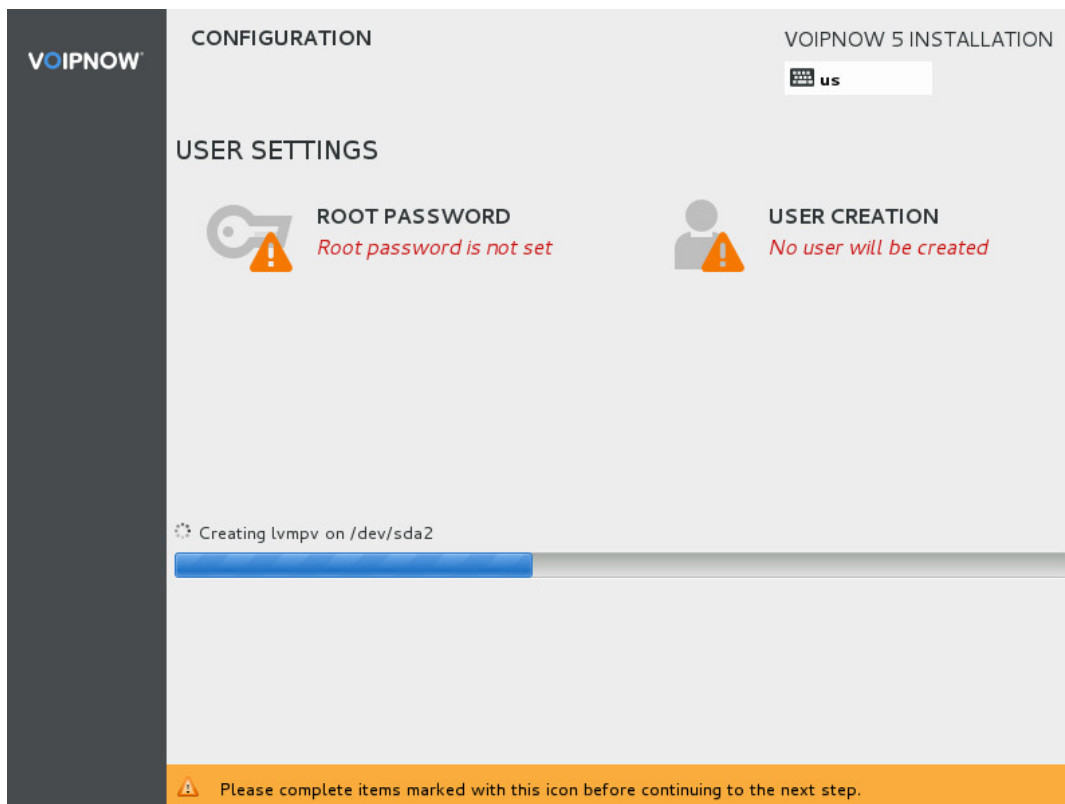 VOIPNOW
CONFIGURATION
VOIPNOW 5 INSTALLATION
us
USER SETTINGS
ROOT PASSWORD
Root password is not set
USER CREATION
No user will be created
Creating lvmpv on /dev/sda2
Please complete items marked with this icon before continuing to the next step.